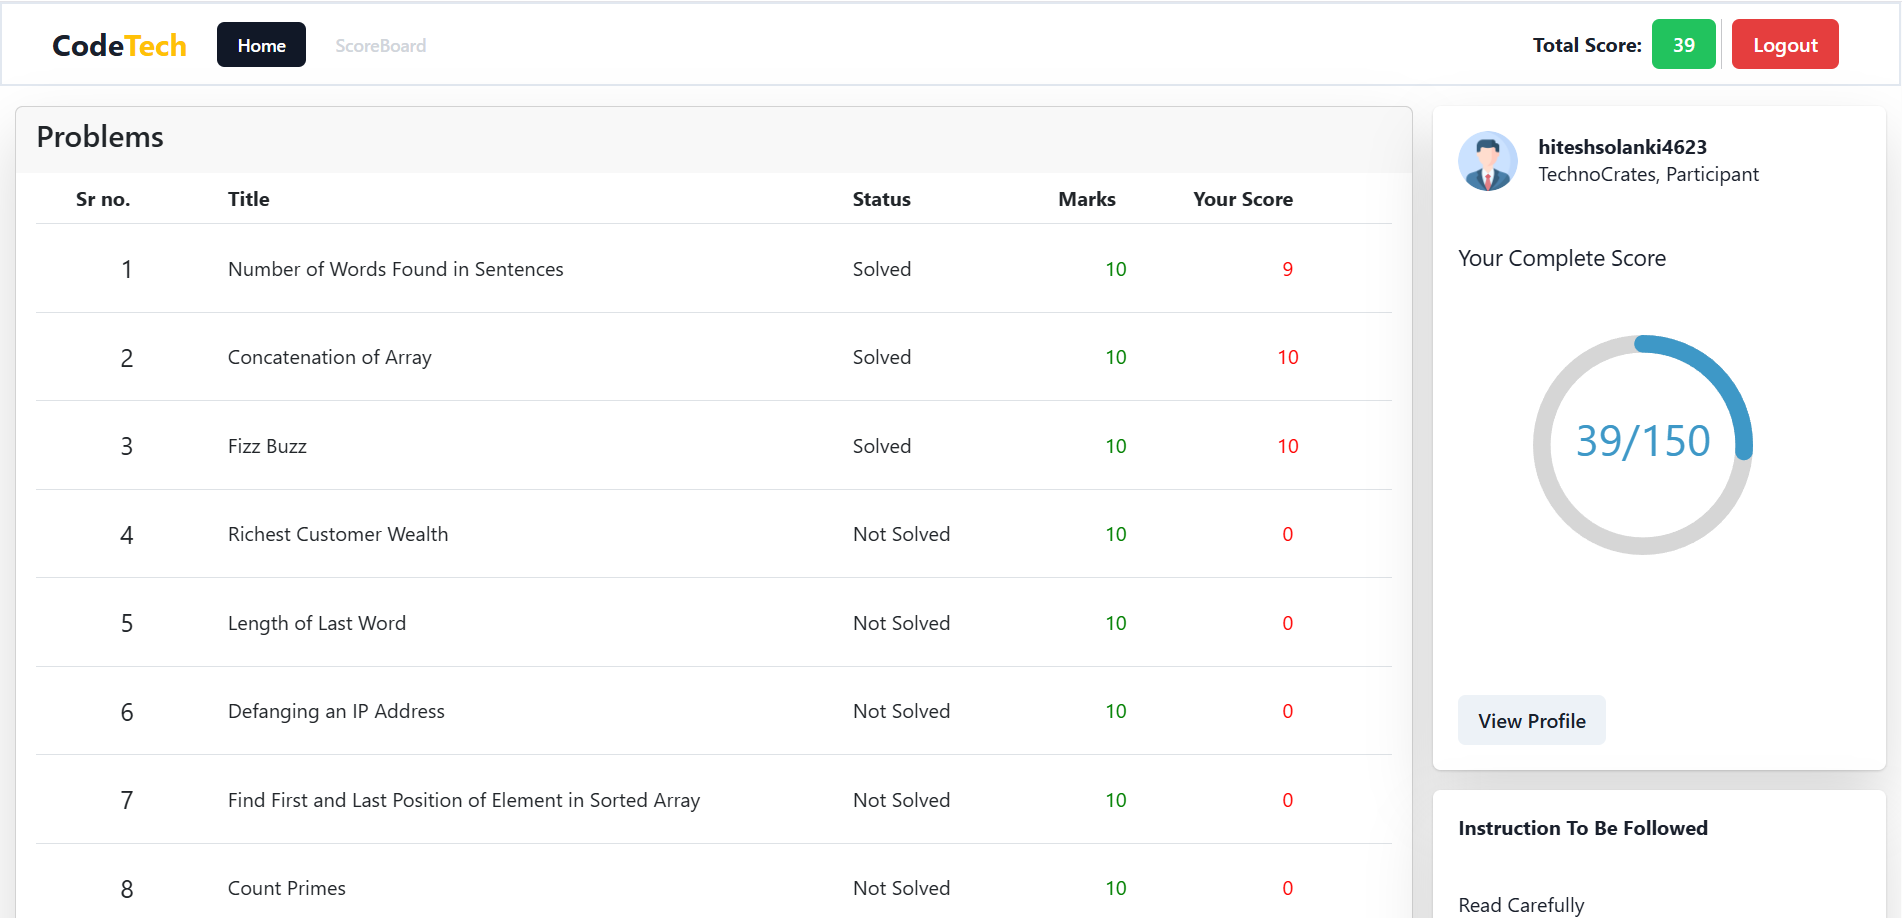 CodeTech Home ScoreBoard Total Score: 39 Logout
Problems
Sr no. Title Status Marks Your Score
1 Number of Words Found in Sentences Solved 10 9
2 Concatenation of Array Solved 10 10
3 Fizz Buzz Solved 10 10
4 Richest Customer Wealth Not Solved 10 0
5 Length of Last Word Not Solved 10 0
6 Defanging an IP Address Not Solved 10 0
7 Find First and Last Position of Element in Sorted Array Not Solved 10 0
8 Count Primes Not Solved 10 0
hiteshsolanki4623
TechnoCrates, Participant
Your Complete Score
39/150
View Profile
Instruction To Be Followed
Read Carefully